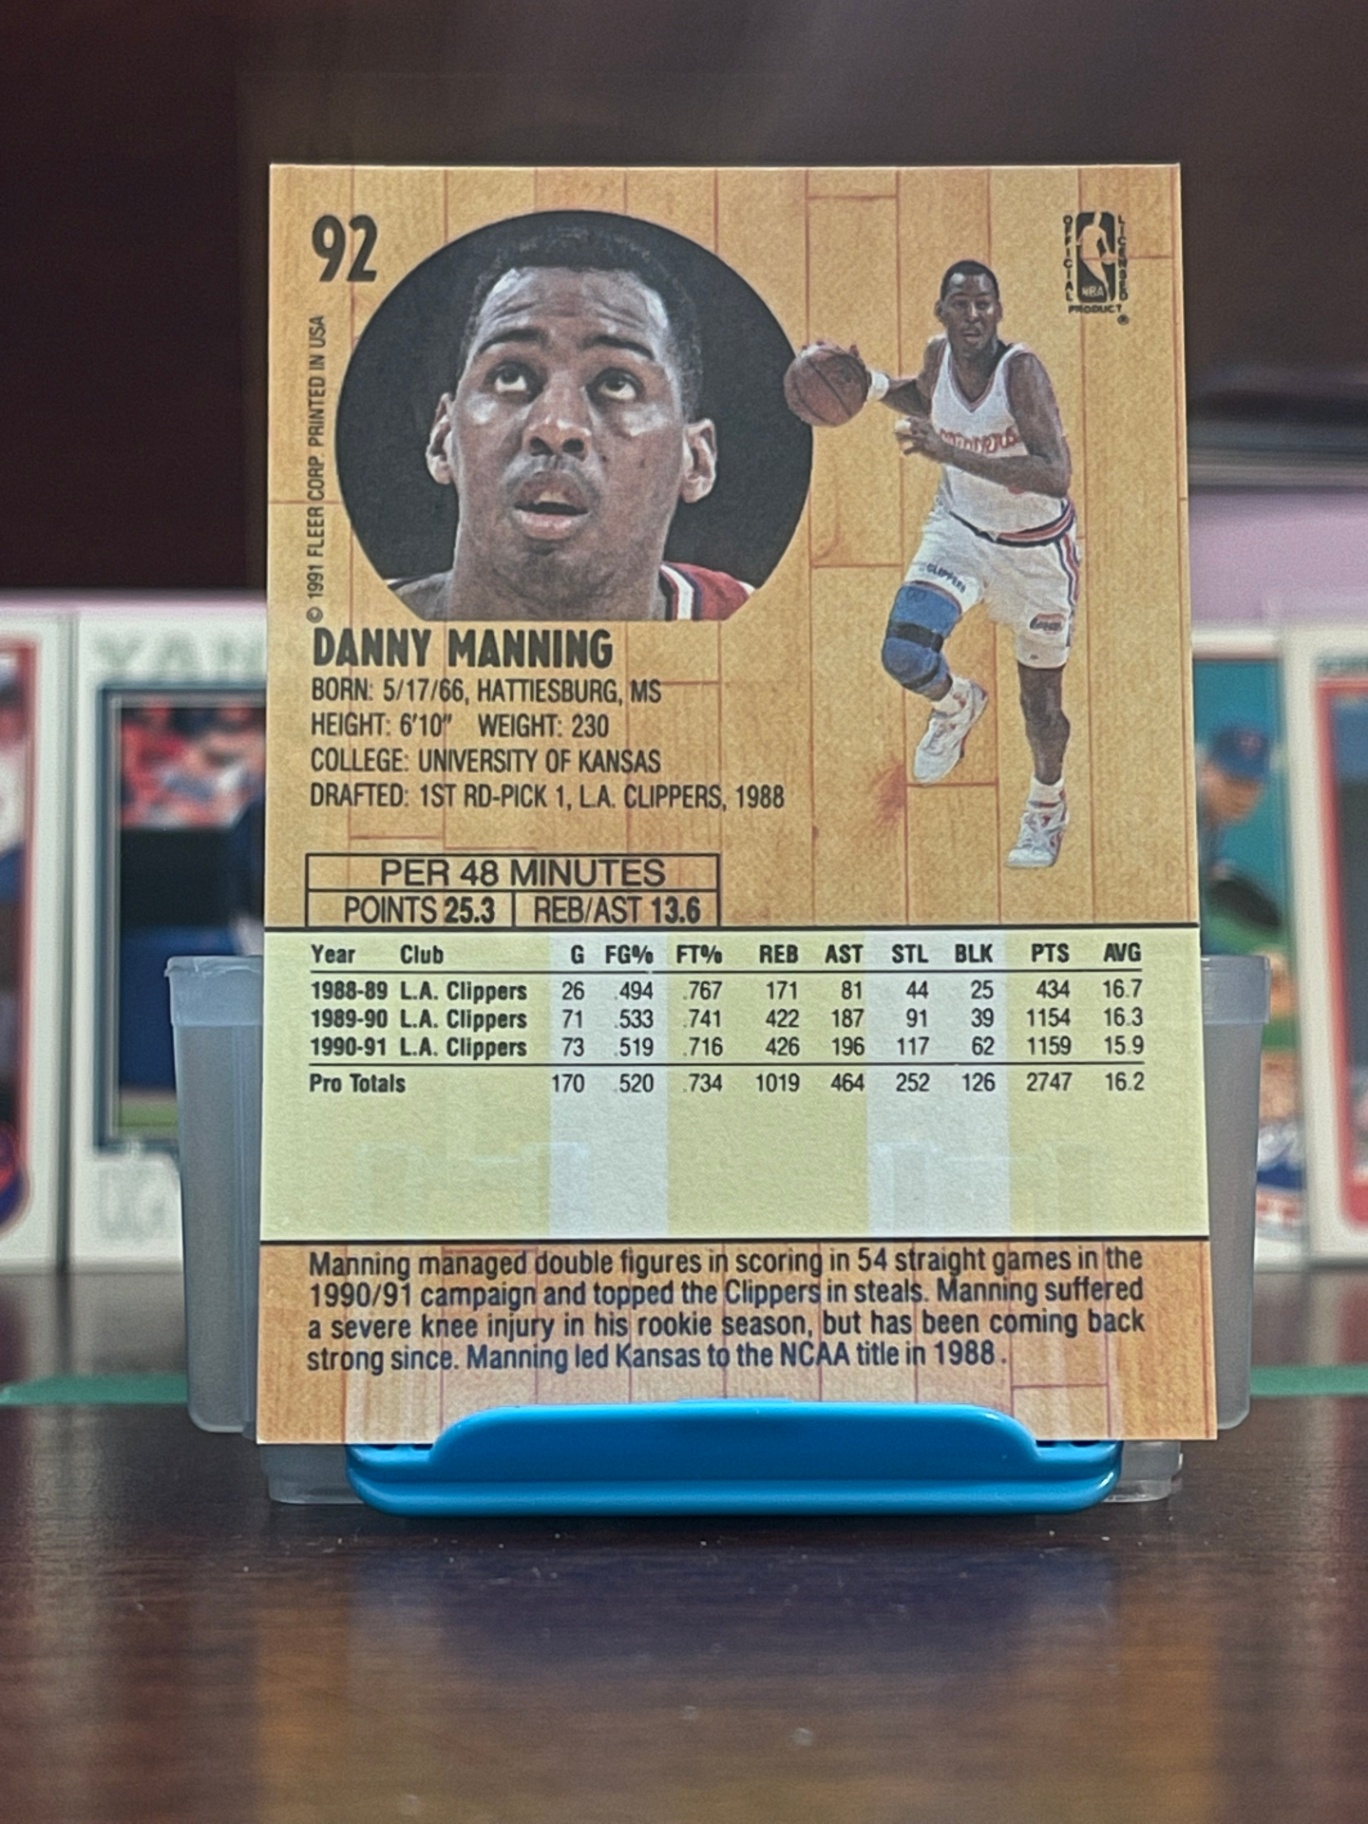 92
OFFICIAL LICENSED
NBA
PRODUCT
®
© 1991 FLEER CORP. PRINTED IN USA
Clippers
CLIPPERS
DANNY MANNING
BORN: 5/17/66, HATTIESBURG, MS
HEIGHT: 6'10" WEIGHT: 230
COLLEGE: UNIVERSITY OF KANSAS
DRAFTED: 1ST RD-PICK 1, L.A. CLIPPERS, 1988
PER 48 MINUTES
POINTS 25.3 REB/AST 13.6
Year Club G FG% FT% REB AST STL BLK PTS AVG
1988-89 L.A. Clippers 26 .494 .767 171 81 44 25 434 16.7
1989-90 L.A. Clippers 71 .533 .741 422 187 91 39 1154 16.3
1990-91 L.A. Clippers 73 .519 .716 426 196 117 62 1159 15.9
Pro Totals 170 .520 .734 1019 464 252 126 2747 16.2
Manning managed double figures in scoring in 54 straight games in the
1990/91 campaign and topped the Clippers in steals. Manning suffered
a severe knee injury in his rookie season, but has been coming back
strong since. Manning led Kansas to the NCAA title in 1988.
YAN